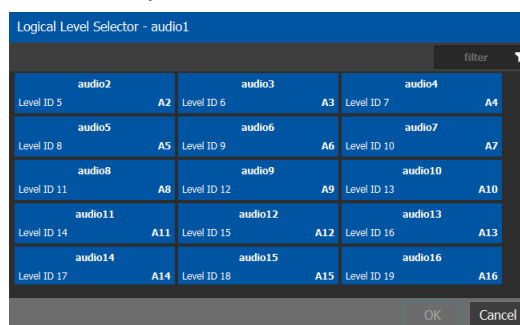 Logical Level Selector - audio1
filter
audio2 audio3 audio4
Level ID 5 A2 Level ID 6 A3 Level ID 7 A4
audio5 audio6 audio7
Level ID 8 A5 Level ID 9 A6 Level ID 10 A7
audio8 audio9 audio10
Level ID 11 A8 Level ID 12 A9 Level ID 13 A10
audio11 audio12 audio13
Level ID 14 A11 Level ID 15 A12 Level ID 16 A13
audio14 audio15 audio16
Level ID 17 A14 Level ID 18 A15 Level ID 19 A16
OK Cancel